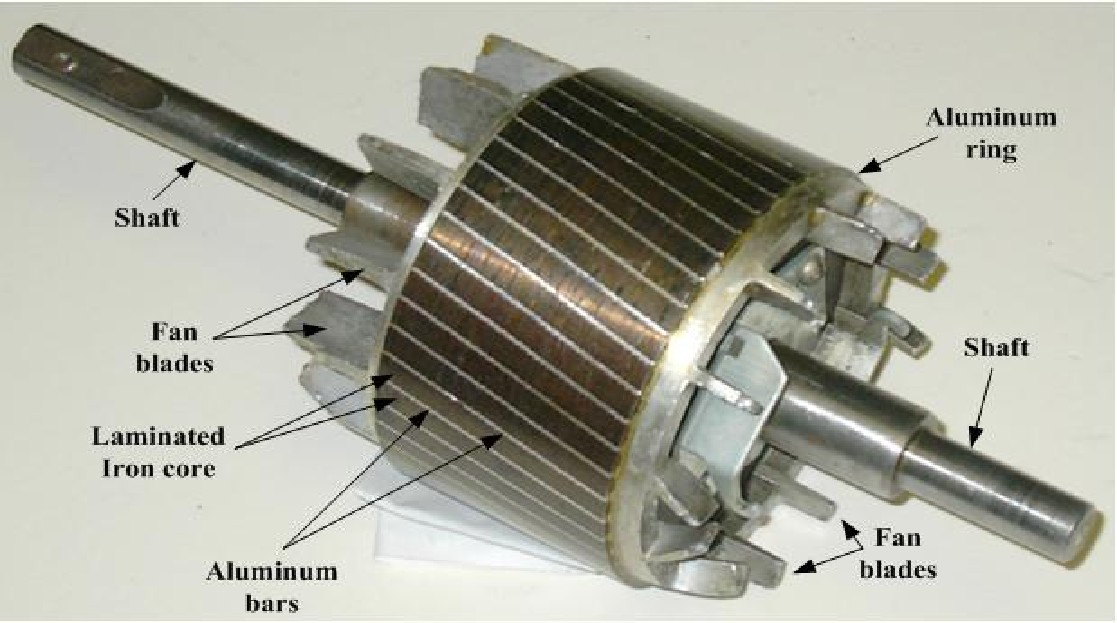 Aluminum
ring
Shaft
Shaft
Fan
blades
Laminated
Iron core
Aluminum
bars
Fan
blades